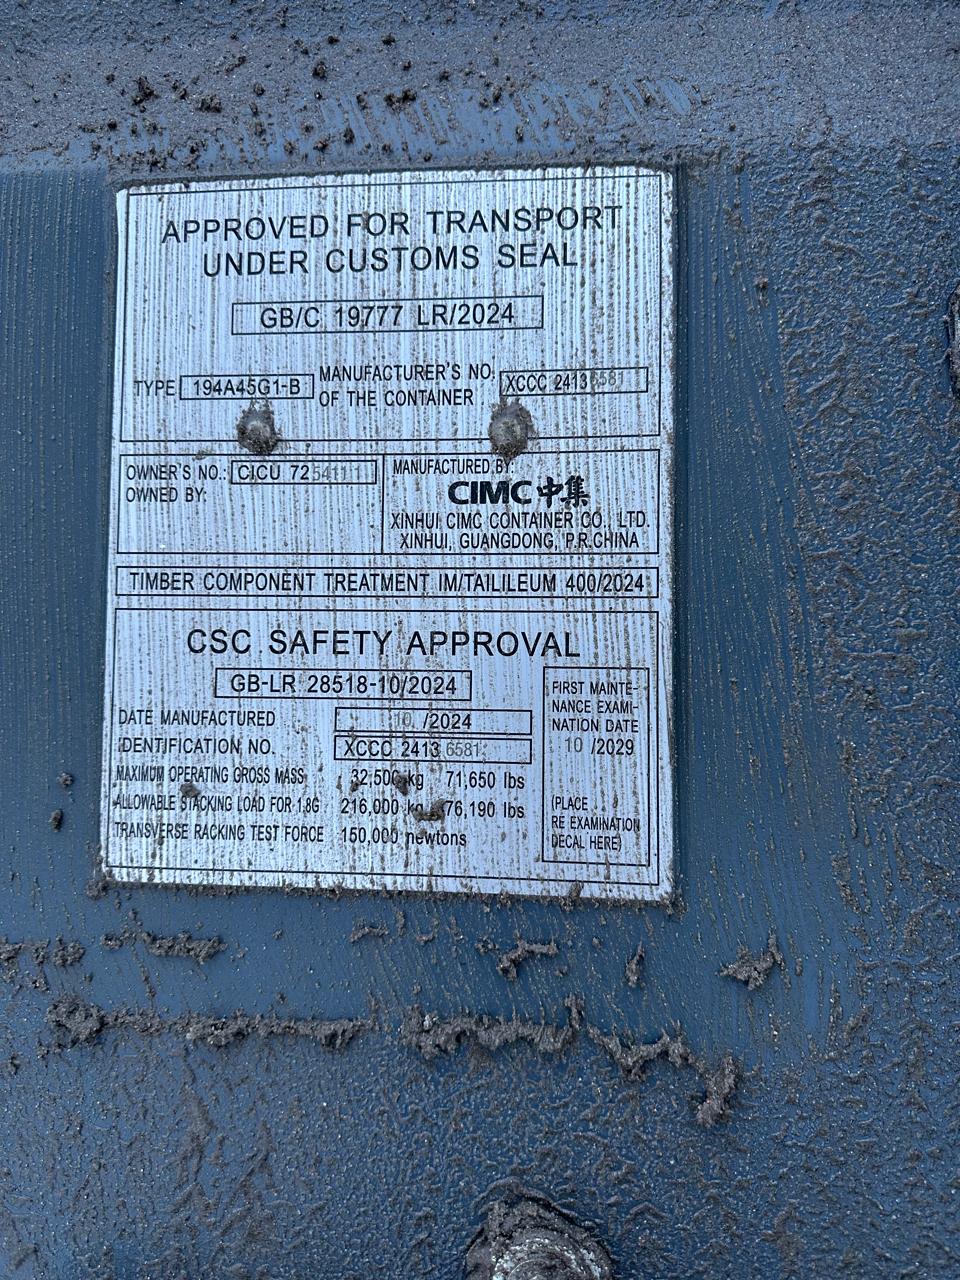 APPROVED FOR TRANSPORT
UNDER CUSTOMS SEAL
GB/C 19777 LR/2024
TYPE 194A45G1-B MANUFACTURER'S NO. XCCC 2413 6581
OF THE CONTAINER
OWNER'S NO.: CICU 72
OWNED BY:
MANUFACTURED BY:
CIMC 中集
XINHUI CIMC CONTAINER CO., LTD.
XINHUI, GUANGDONG, P.R.CHINA
TIMBER COMPONENT TREATMENT IM/TAILILEUM 400/2024
CSC SAFETY APPROVAL
GB-LR 28518-10/2024
DATE MANUFACTURED 10 /2024
IDENTIFICATION NO. XCCC 2413 6581
MAXIMUM OPERATING GROSS MASS 32,500 kg 71,650 lbs
ALLOWABLE STACKING LOAD FOR 1.8G 216,000 kg 76,190 lbs
TRANSVERSE RACKING TEST FORCE 150,000 newtons
FIRST MAINTE-
NANCE EXAMI-
NATION DATE
10 /2029
(PLACE
RE EXAMINATION
DECAL HERE)